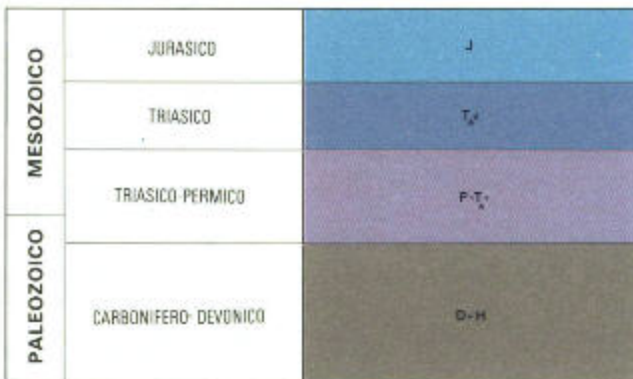 MESOZOICO
JURASICO
J
TRIASICO
TRIASICO-PERMICO
PALEOZOICO
CARBONIFERO-DEVONICO
D-H